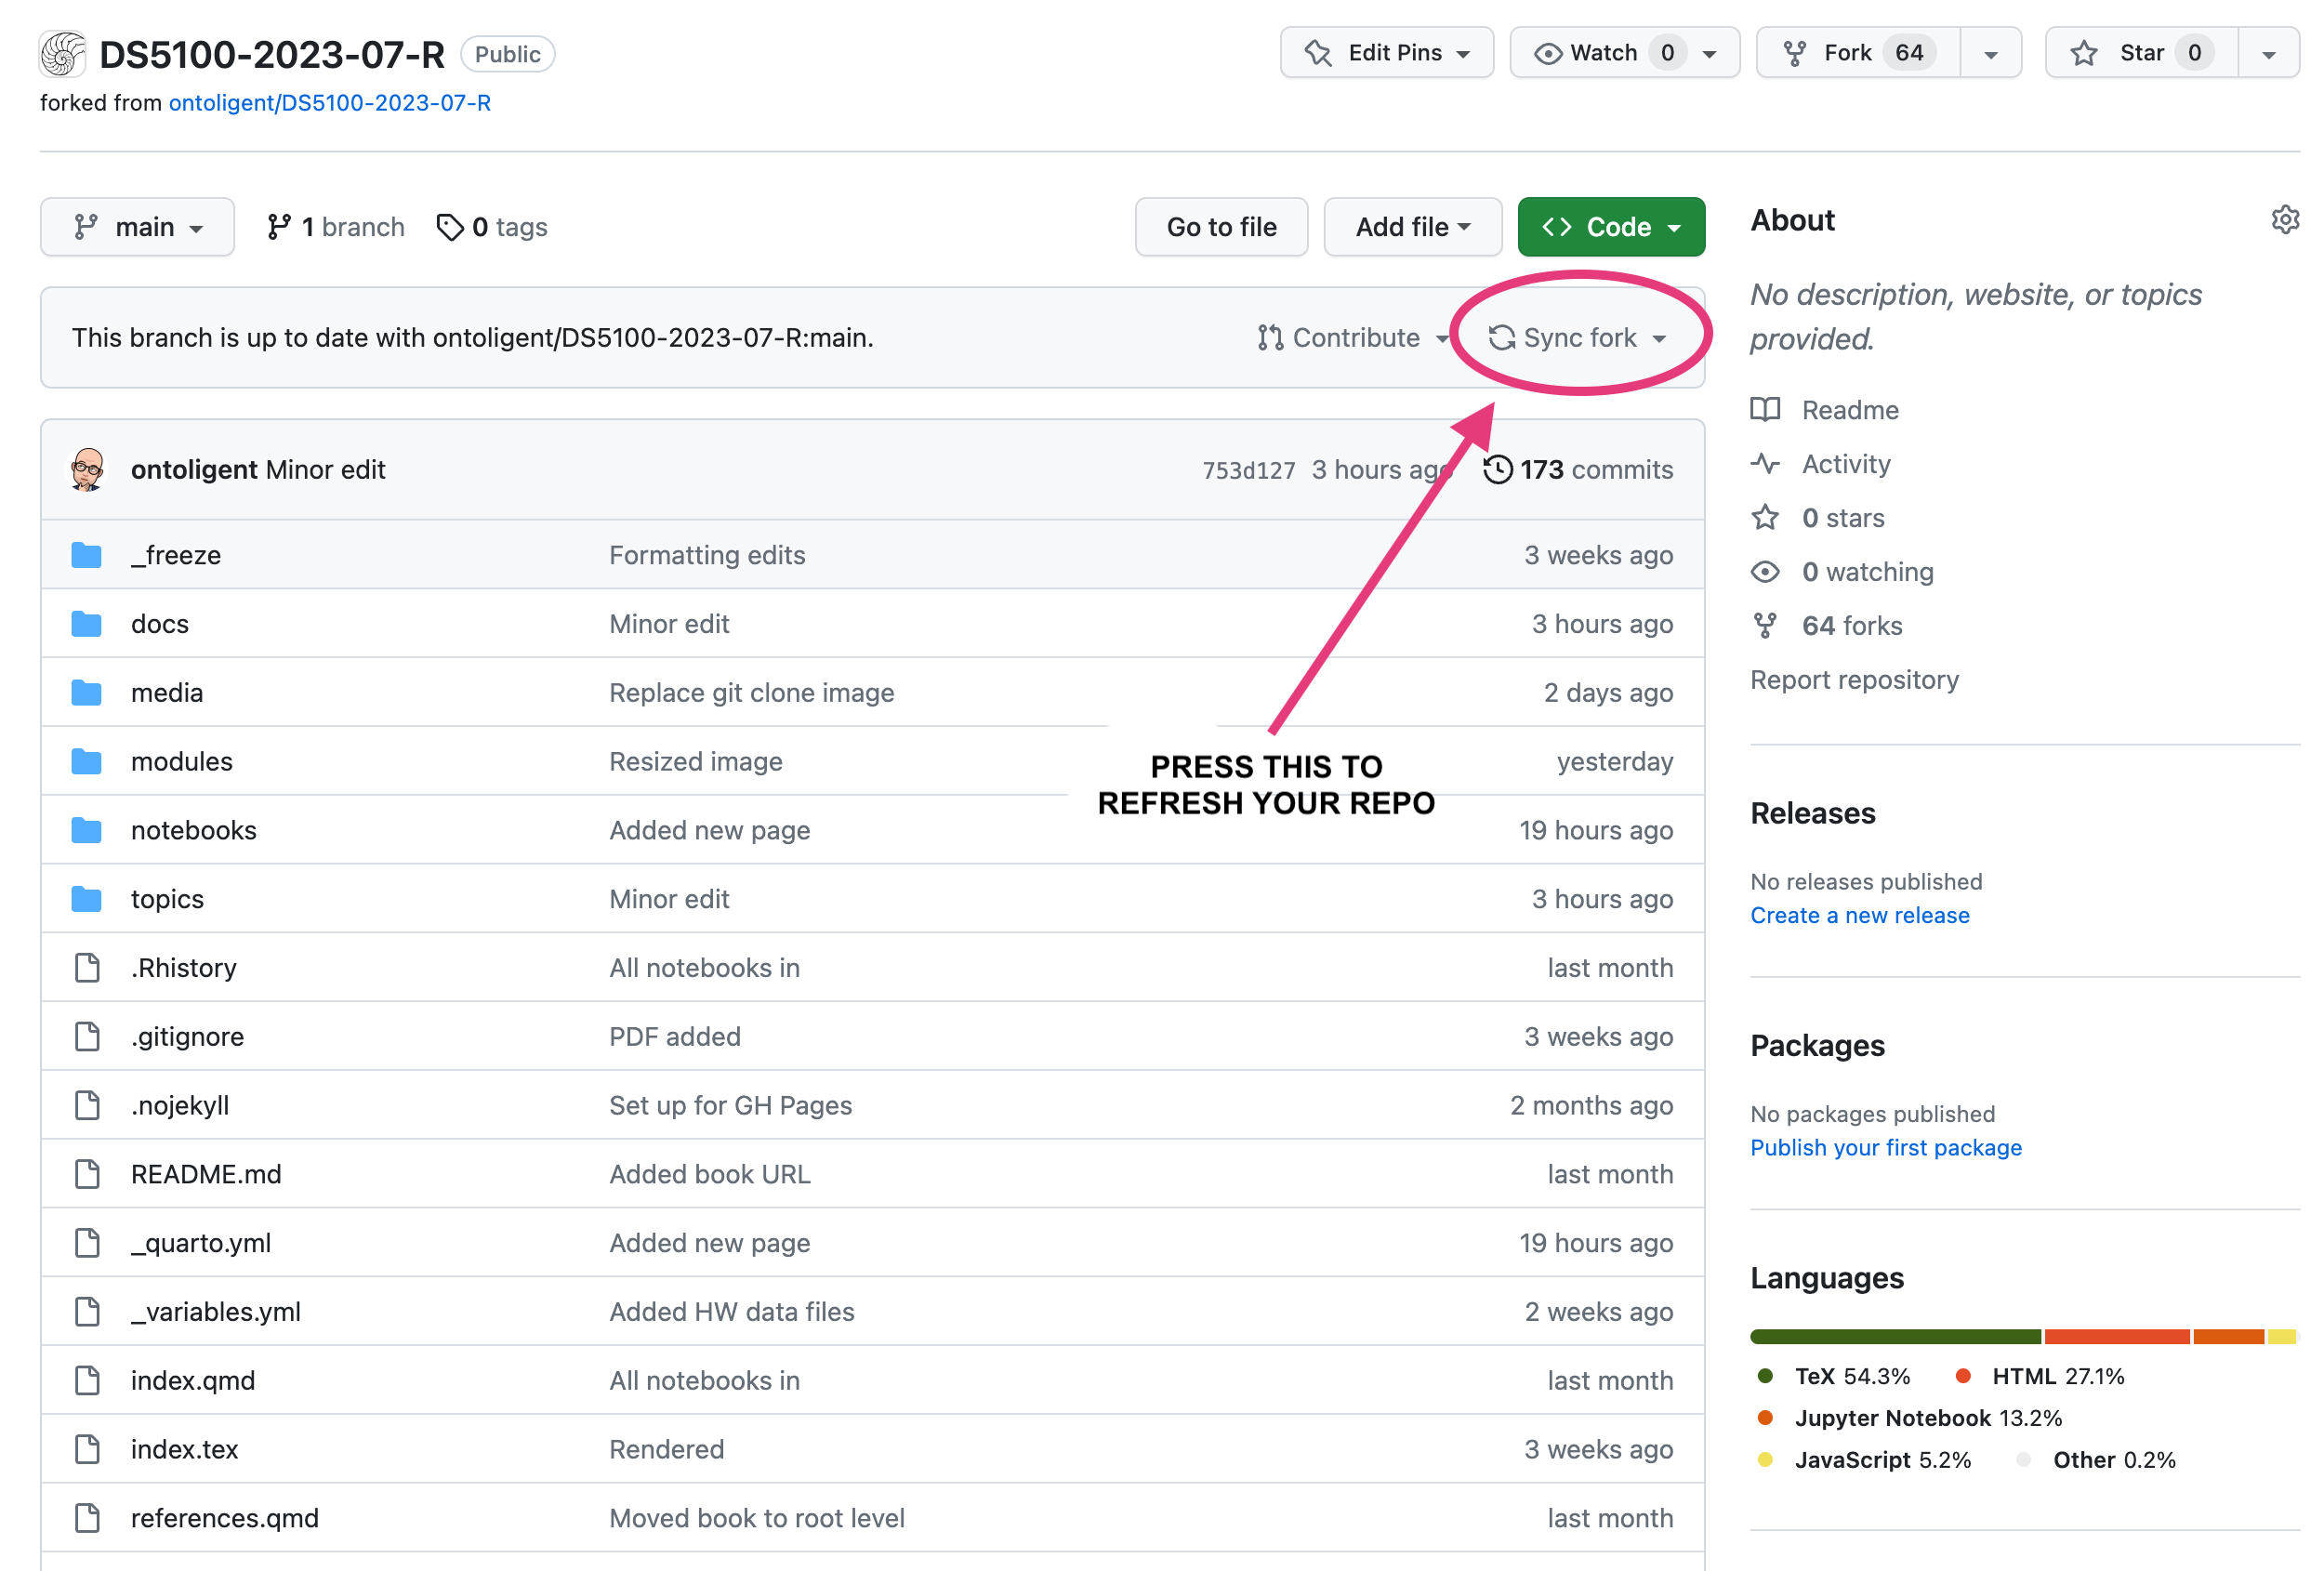 DS5100-2023-07-R Public
Edit Pins Watch 0 Fork 64 Star 0
forked from ontoligent/DS5100-2023-07-R
main 1 branch 0 tags Go to file Add file <> Code
This branch is up to date with ontoligent/DS5100-2023-07-R:main. Contribute Sync fork
ontoligent Minor edit 753d127 3 hours ago 173 commits
_freeze Formatting edits 3 weeks ago
docs Minor edit 3 hours ago
media Replace git clone image 2 days ago
modules Resized image yesterday
notebooks Added new page 19 hours ago
topics Minor edit 3 hours ago
.Rhistory All notebooks in last month
.gitignore PDF added 3 weeks ago
.nojekyll Set up for GH Pages 2 months ago
README.md Added book URL last month
_quarto.yml Added new page 19 hours ago
_variables.yml Added HW data files 2 weeks ago
index.qmd All notebooks in last month
index.tex Rendered 3 weeks ago
references.qmd Moved book to root level last month
PRESS THIS TO
REFRESH YOUR REPO
About
No description, website, or topics
provided.
Readme
Activity
0 stars
0 watching
64 forks
Report repository
Releases
No releases published
Create a new release
Packages
No packages published
Publish your first package
Languages
TeX 54.3% HTML 27.1%
Jupyter Notebook 13.2%
JavaScript 5.2% Other 0.2%